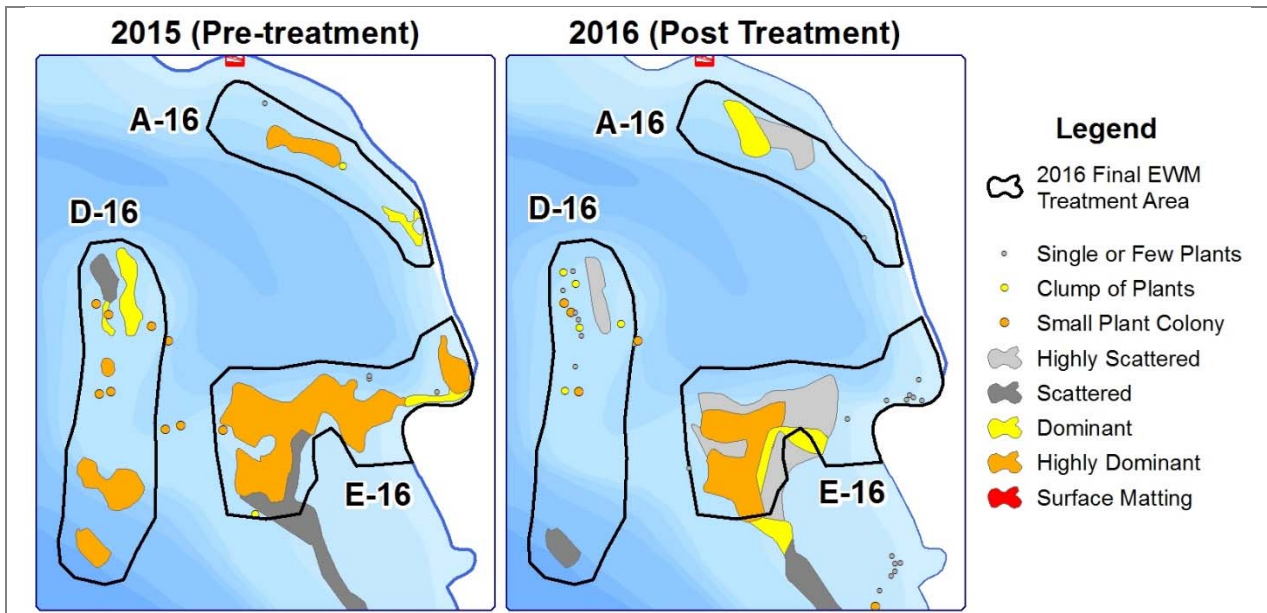 2015 (Pre-treatment)
2016 (Post Treatment)
A-16
D-16
E-16
A-16
D-16
E-16
Legend
2016 Final EWM
Treatment Area
Single or Few Plants
Clump of Plants
Small Plant Colony
Highly Scattered
Scattered
Dominant
Highly Dominant
Surface Matting